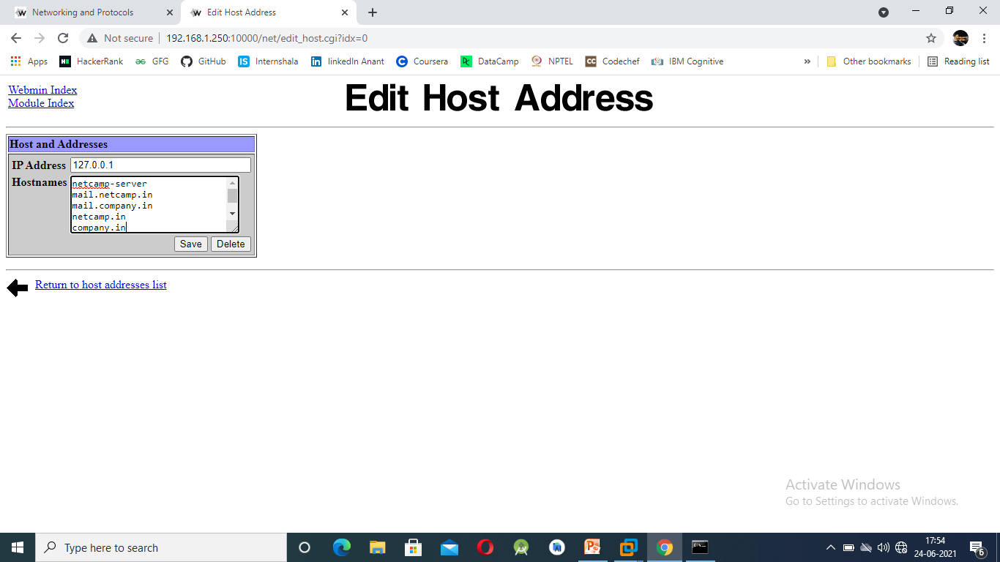 Networking and Protocols
Edit Host Address
Not secure 192.168.1.250:10000/net/edit_host.cgi?idx=0
Apps HackerRank GFG GitHub Internshala linkedIn Anant Coursera DataCamp NPTEL Codechef IBM Cognitive » Other bookmarks Reading list
Webmin Index
Module Index
Edit Host Address
Host and Addresses
IP Address 127.0.0.1
Hostnames netcamp-server
mail.netcamp.in
mail.company.in
netcamp.in
company.in
Save Delete
Return to host addresses list
Activate Windows
Go to Settings to activate Windows.
Type here to search
17:54
24-06-2021
6